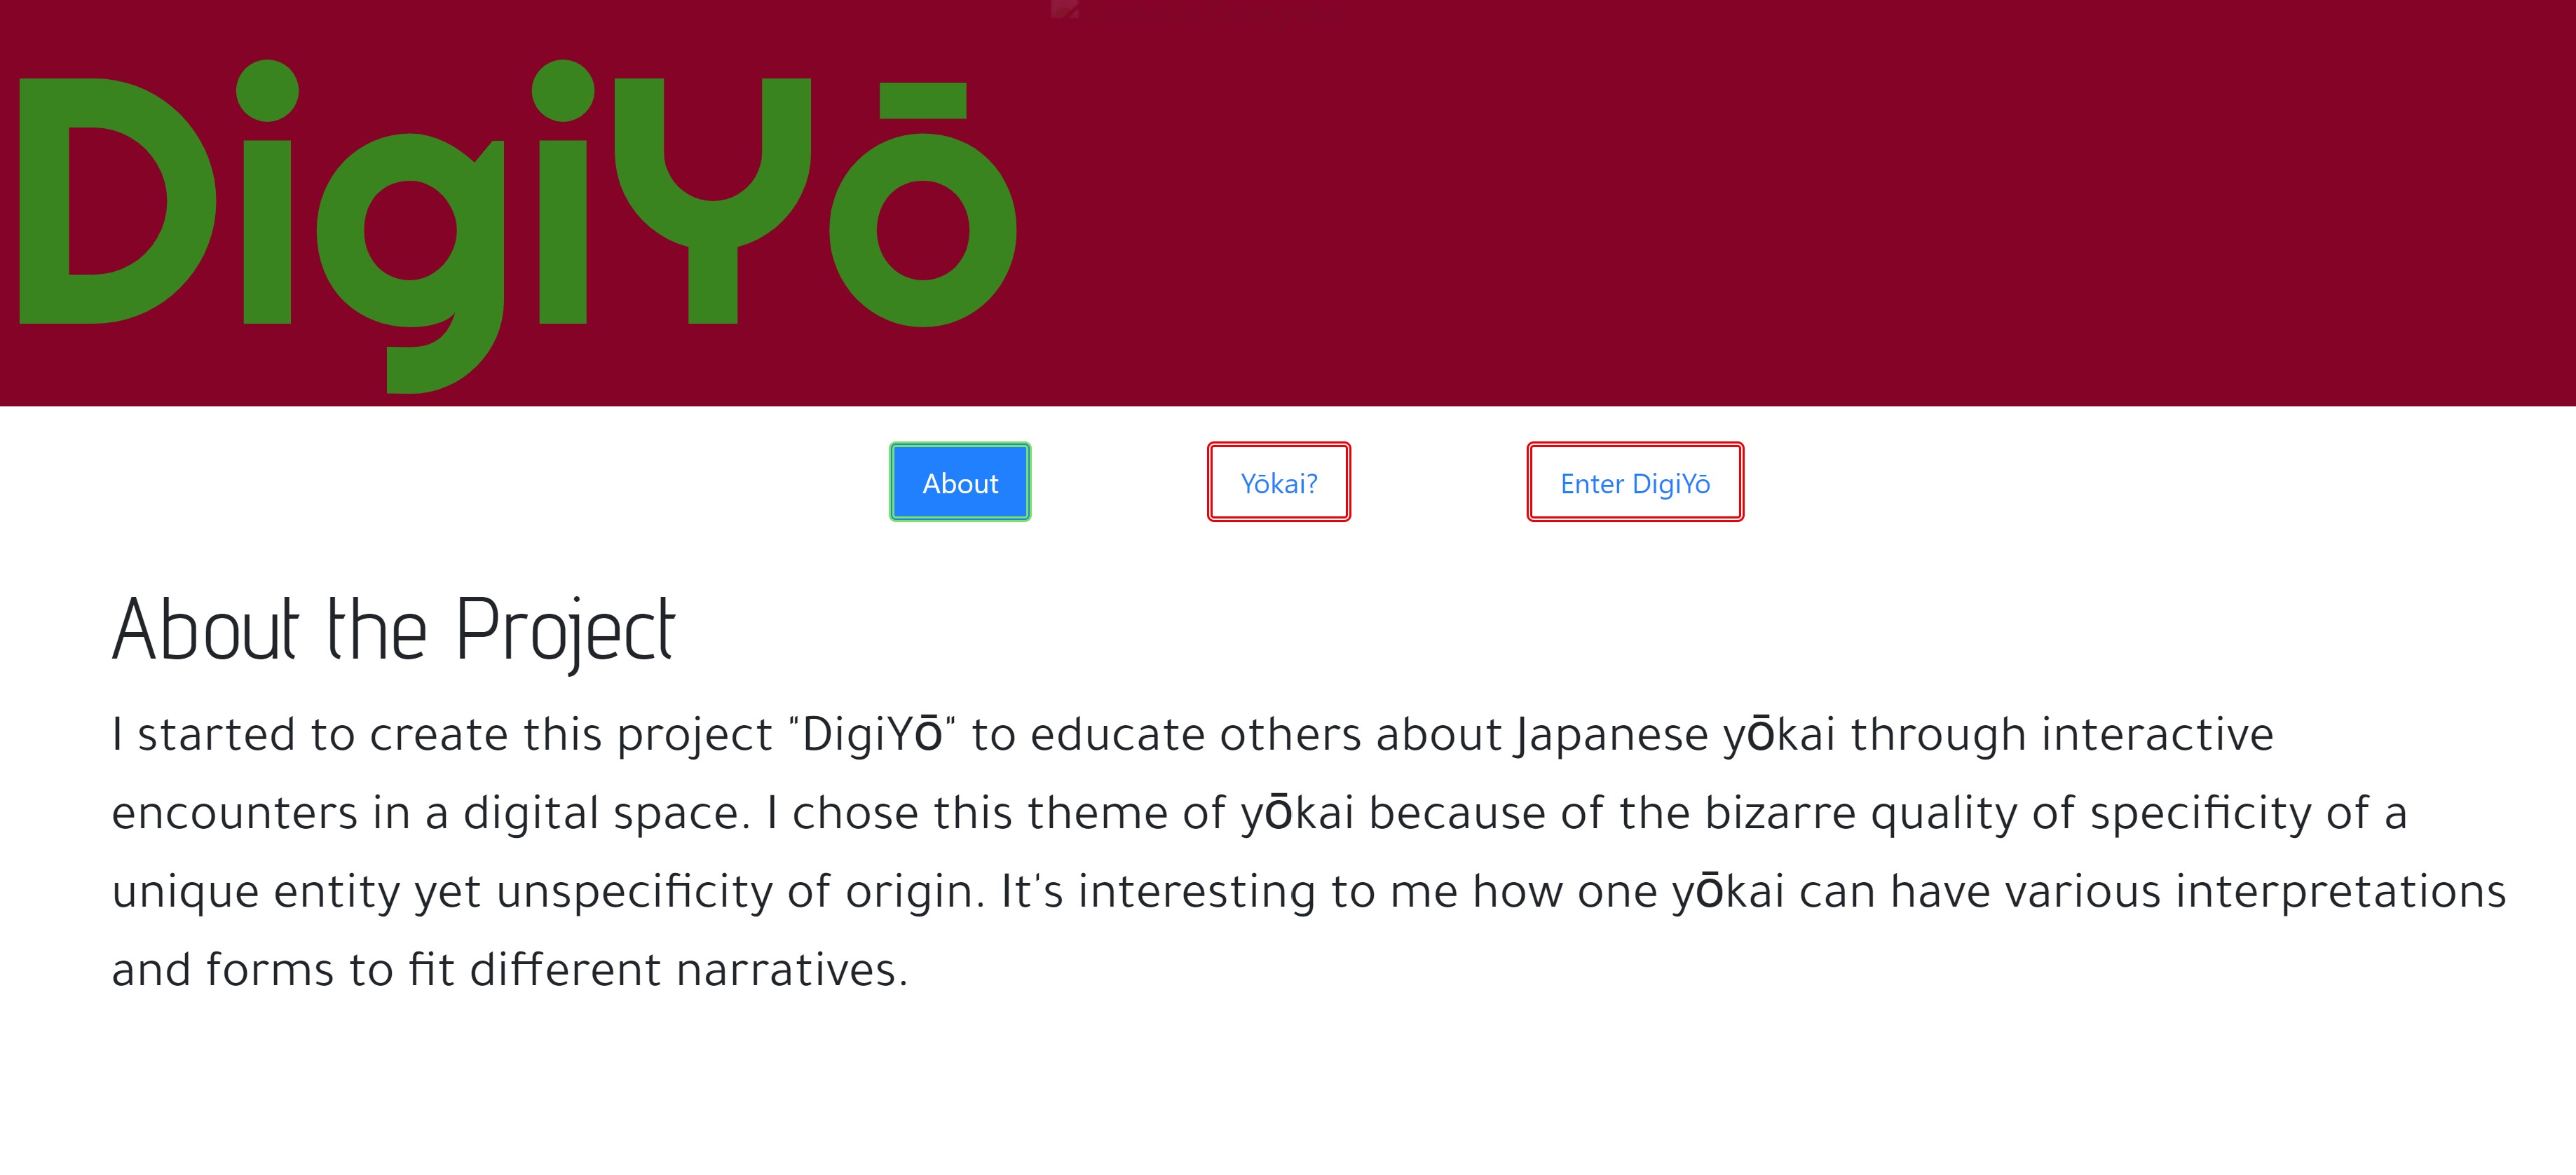 DigiYō
About Yōkai? Enter DigiYō
About the Project
I started to create this project "DigiYō" to educate others about Japanese yōkai through interactive
encounters in a digital space. I chose this theme of yōkai because of the bizarre quality of specificity of a
unique entity yet unspecificity of origin. It's interesting to me how one yōkai can have various interpretations
and forms to fit different narratives.